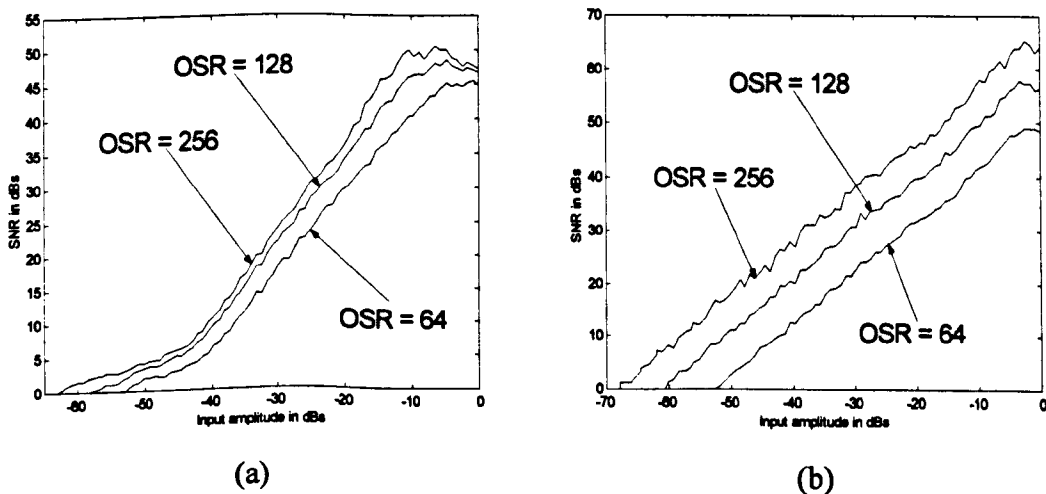 55
50
45
40
35
30
25
20
15
10
5
0
SNR in dBs
OSR = 128
OSR = 256
OSR = 64
-60 -50 -40 -30 -20 -10 0
Input amplitude in dBs
(a)
70
60
50
40
30
20
10
0
SNR in dBs
OSR = 128
OSR = 256
OSR = 64
-70 -60 -50 -40 -30 -20 -10 0
Input amplitude in dBs
(b)